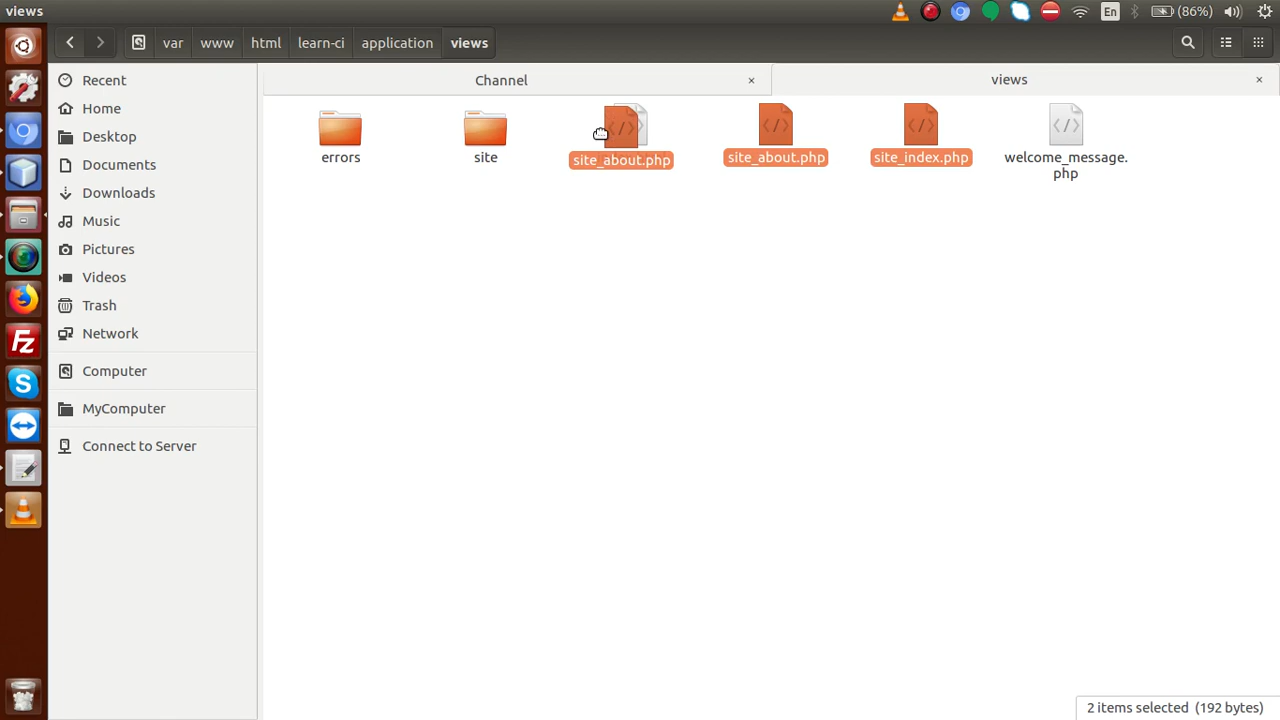 views
En
(86%)
var
www
html
learn-ci
application
views
Recent
Home
Desktop
Documents
Downloads
Music
Pictures
Videos
Trash
Network
Computer
MyComputer
Connect to Server
Channel
×
views
×
errors
site
site_about.php
site_about.php
site_index.php
welcome_message.
php
2 items selected (192 bytes)